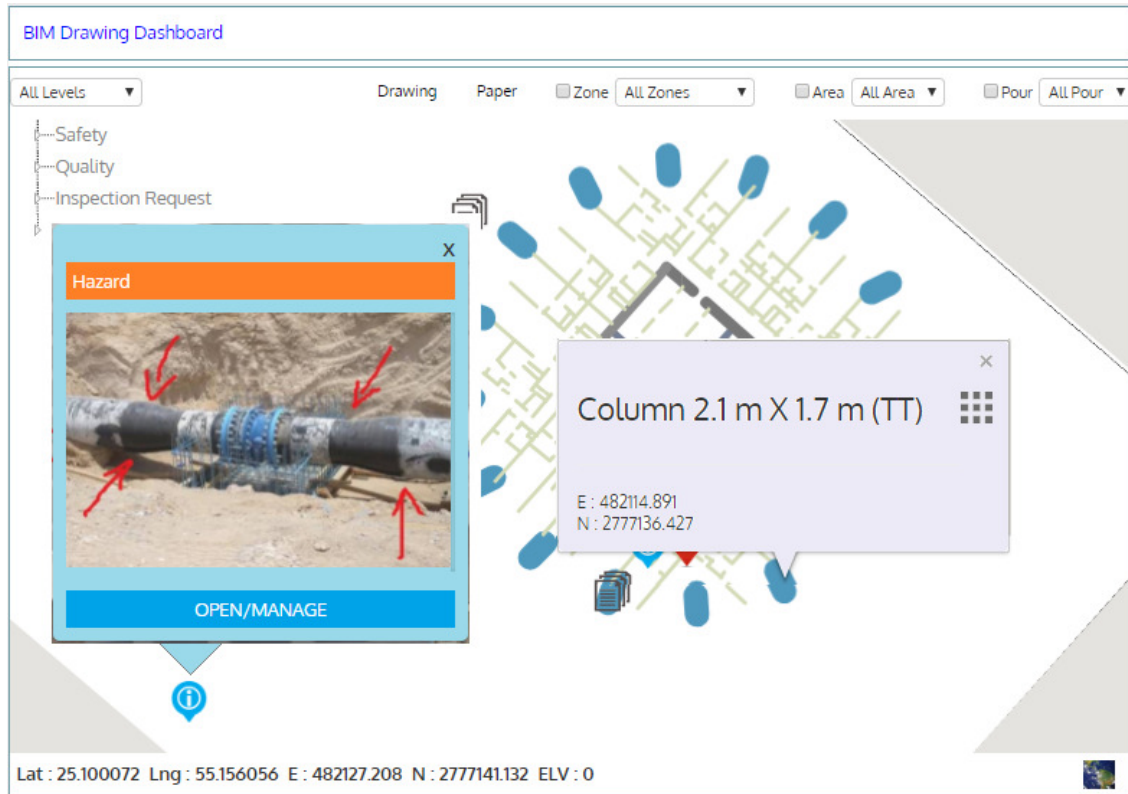 BIM Drawing Dashboard
All Levels ▼ Drawing Paper Zone All Zones ▼ Area All Area ▼ Pour All Pour ▼
Safety
Quality
Inspection Request
X
Hazard
OPEN/MANAGE
×
Column 2.1 m X 1.7 m (TT)
E : 482114.891
N : 2777136.427
Lat : 25.100072 Lng : 55.156056 E : 482127.208 N : 2777141.132 ELV : 0